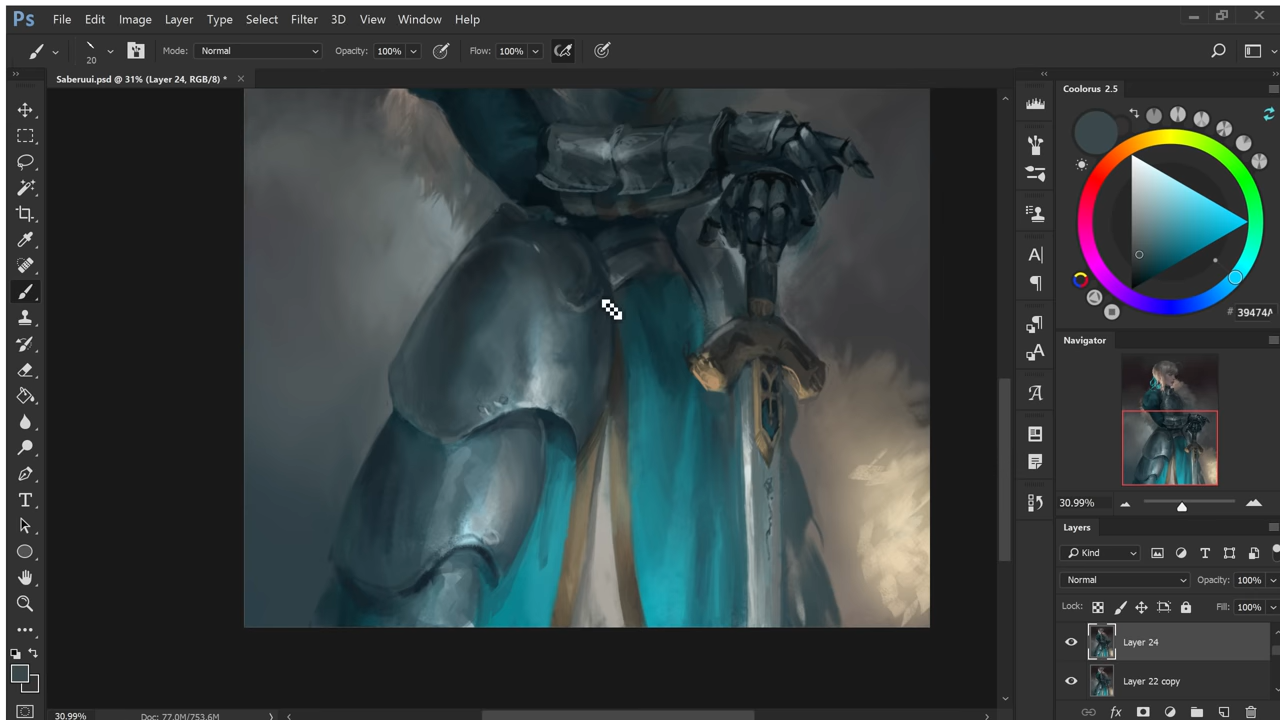 Ps File Edit Image Layer Type Select Filter 3D View Window Help
20 Mode: Normal Opacity: 100% Flow: 100%
Saberuui.psd @ 31% (Layer 24, RGB/8) * ×
Coolorus 2.5
# 39474A
Navigator
30.99%
Layers
Kind
Normal Opacity: 100%
Lock: Fill: 100%
Layer 24
Layer 22 copy
fx
30.99% Doc: 77.0M/753.6M